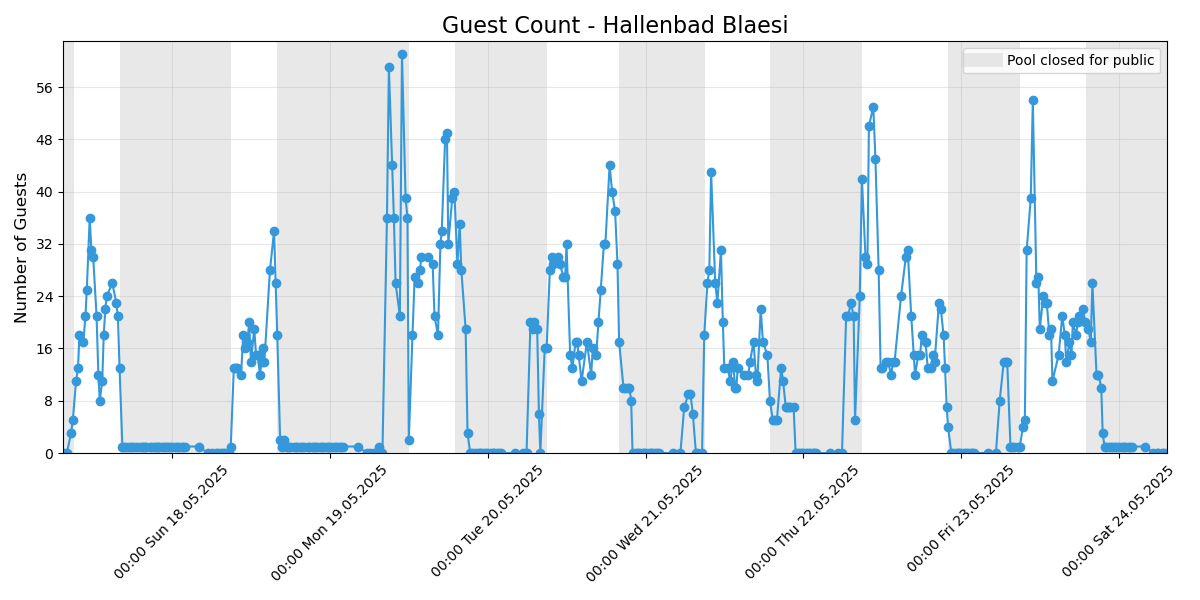 Guest Count - Hallenbad Blaesi
Pool closed for public
Number of Guests
56
48
40
32
24
16
8
0
00:00 Sun 18.05.2025
00:00 Mon 19.05.2025
00:00 Tue 20.05.2025
00:00 Wed 21.05.2025
00:00 Thu 22.05.2025
00:00 Fri 23.05.2025
00:00 Sat 24.05.2025